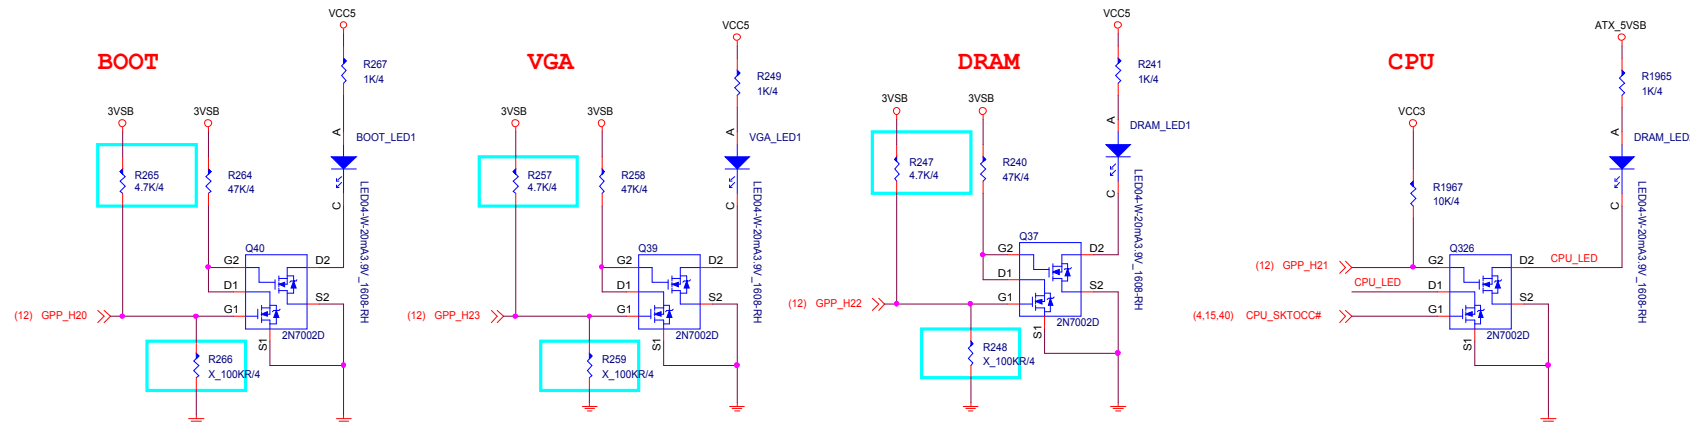 BOOT
VCC5
R267
1K/4
3VSB
3VSB
A
BOOT_LED1
R265
4.7K/4
R264
47K/4
C
LED04-W-20mA3.9V_1608-RH
Q40
G2
D2
D1
S2
(12) GPP_H20
G1
2N7002D
S1
R266
X_100KR/4
VGA
VCC5
R249
1K/4
3VSB
3VSB
A
VGA_LED1
R257
4.7K/4
R258
47K/4
C
LED04-W-20mA3.9V_1608-RH
Q39
G2
D2
D1
S2
(12) GPP_H23
G1
2N7002D
S1
R259
X_100KR/4
DRAM
VCC5
R241
1K/4
3VSB
3VSB
A
DRAM_LED1
R247
4.7K/4
R240
47K/4
C
LED04-W-20mA3.9V_1608-RH
Q37
G2
D2
D1
S2
(12) GPP_H22
G1
2N7002D
S1
R248
X_100KR/4
CPU
ATX_5VSB
R1965
1K/4
VCC3
A
DRAM_LED
R1967
10K/4
C
LED04-W-20mA3.9V_1608-RH
Q326
(12) GPP_H21
G2
D2
CPU_LED
CPU_LED
D1
S2
(4,15,40) CPU_SKTOCC#
G1
2N7002D
S1